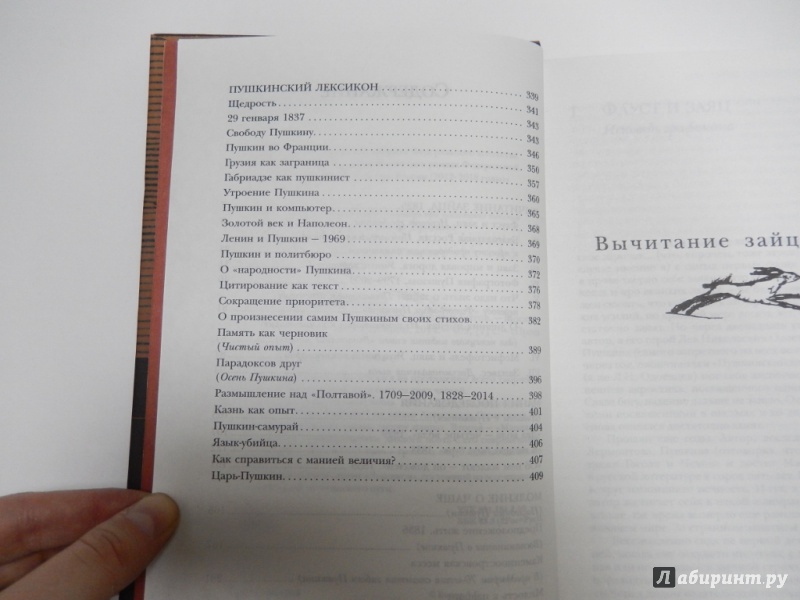 ПУШКИНСКИЙ ЛЕКСИКОН 339
Щедрость 341
29 генваря 1837 343
Свободу Пушкину. 343
Пушкин во Франции. 346
Грузия как заграница 350
Габриадзе как пушкинист 357
Утроение Пушкина 360
Пушкин и компьютер. 365
Золотой век и Наполеон. 368
Ленин и Пушкин – 1969 369
Пушкин и политбюро 370
О «народности» Пушкина. 372
Цитирование как текст 376
Сокращение приоритета. 378
О произнесении самим Пушкиным своих стихов. 382
Память как черновик
(Чистый опыт) 389
Парадоксов друг
(Осень Пушкина) 396
Размышление над «Полтавой». 1709–2009, 1828–2014 398
Казнь как опыт. 401
Пушкин-самурай 404
Язык-убийца. 406
Как справиться с манией величия? 407
Царь-Пушкин. 409
Вычитание зайц
Лабиринт.ру